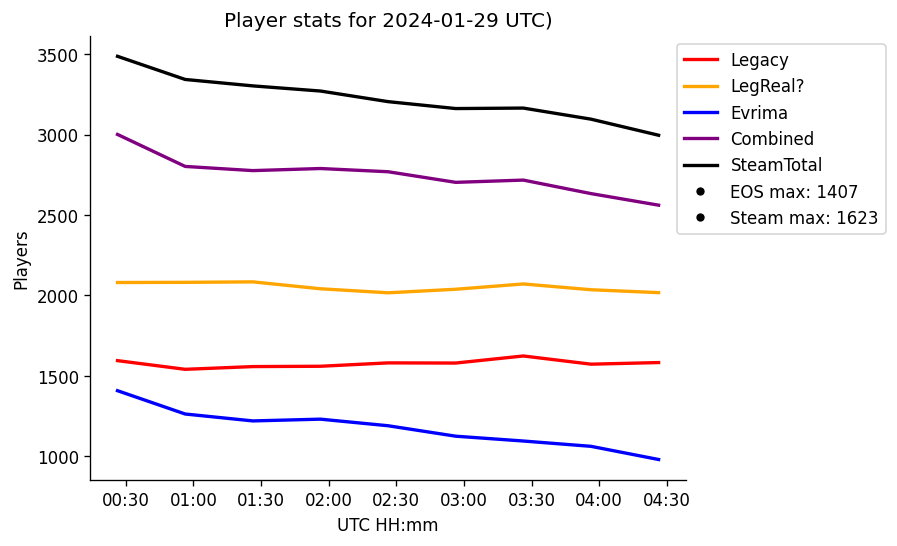 Player stats for 2024-01-29 UTC)
3500
3000
2500
2000
1500
1000
Players
00:30 01:00 01:30 02:00 02:30 03:00 03:30 04:00 04:30
UTC HH:mm
Legacy
LegReal?
Evrima
Combined
SteamTotal
EOS max: 1407
Steam max: 1623